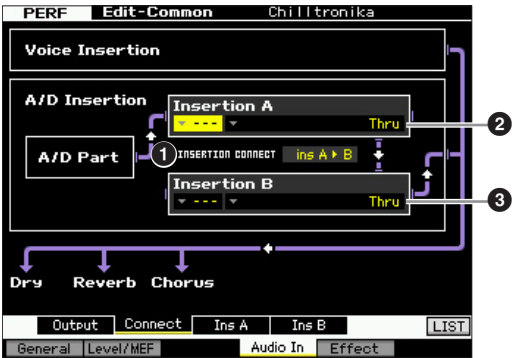 PERF Edit-Common Chilltronika
Voice Insertion
A/D Insertion
Insertion A
--- Thru
2
A/D Part
1
INSERTION CONNECT ins A▶B
Insertion B
--- Thru
3
Dry Reverb Chorus
Output Connect Ins A Ins B LIST
General Level/MEF Audio In Effect